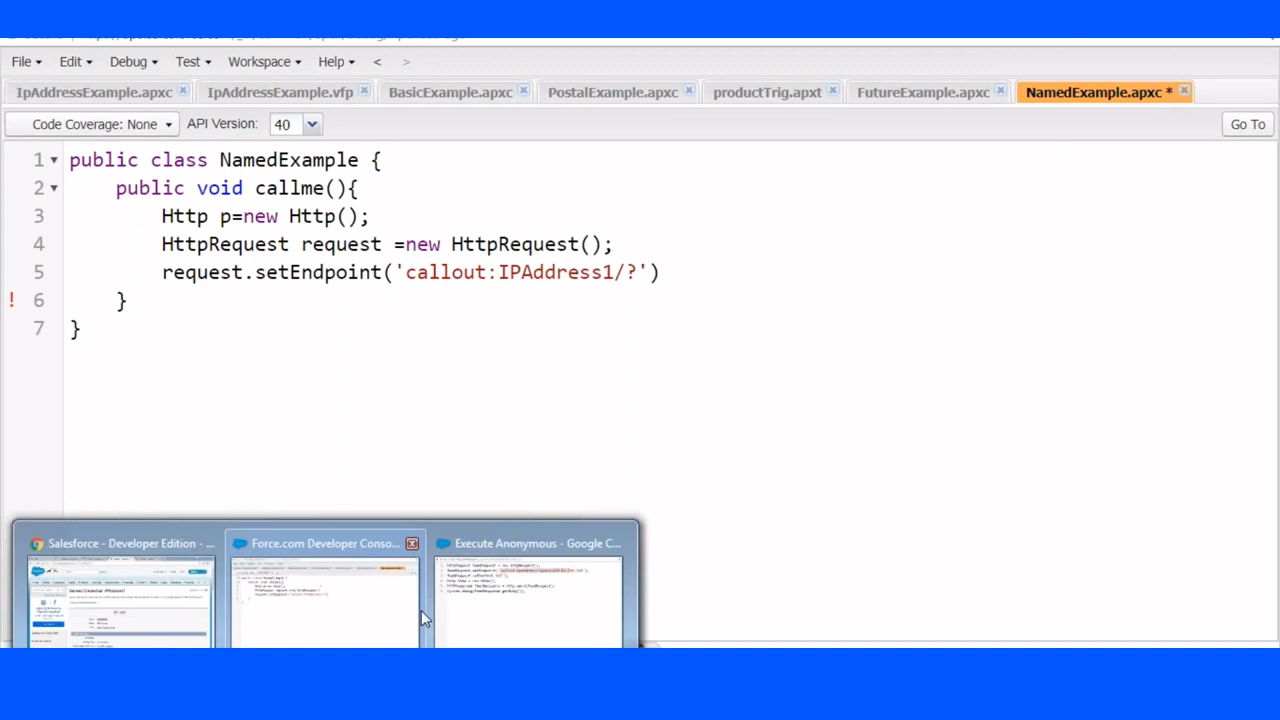 File Edit Debug Test Workspace Help < >
IpAddressExample.apxc IpAddressExample.vfp BasicExample.apxc PostalExample.apxc productTrig.apxt FutureExample.apxc NamedExample.apxc *
Code Coverage: None API Version: 40 Go To
1 public class NamedExample {
2 public void callme(){
3 Http p=new Http();
4 HttpRequest request =new HttpRequest();
5 request.setEndpoint('callout:IPAddress1/?')
! 6 }
7 }
Salesforce - Developer Edition - ... Force.com Developer Conso... Execute Anonymous - Google C...